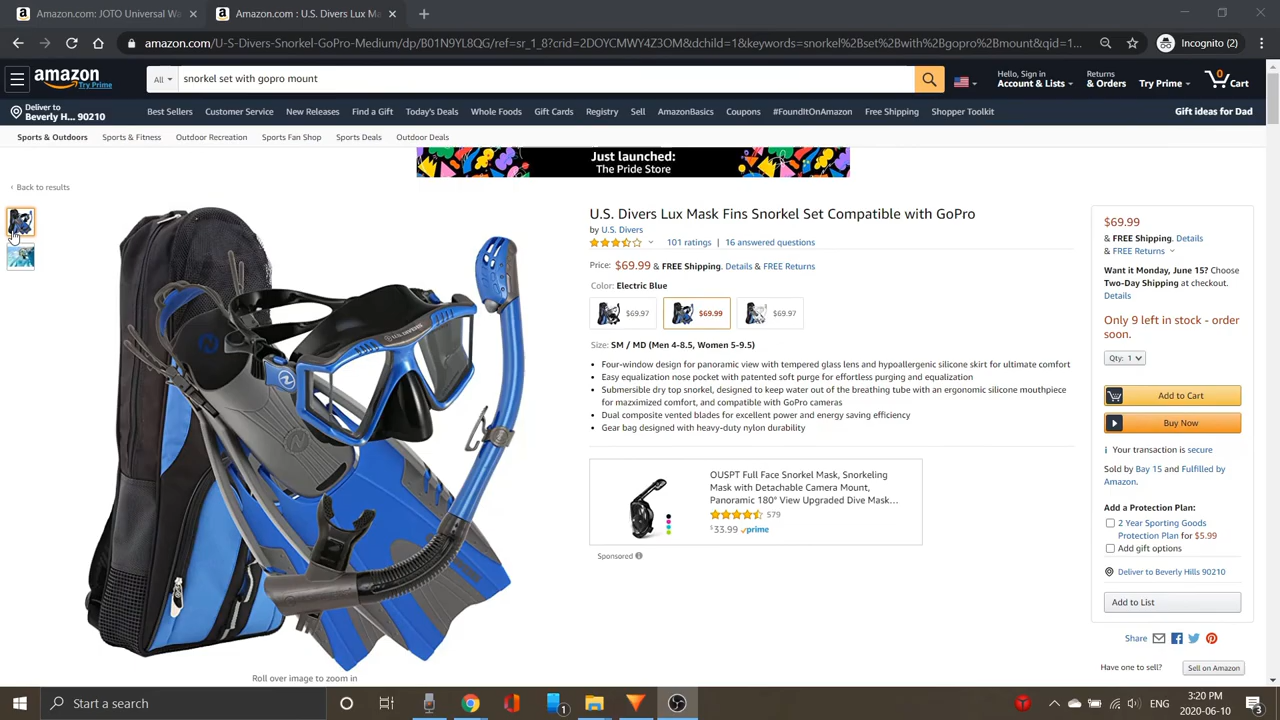 Amazon.com: JOTO Universal Wa
Amazon.com : U.S. Divers Lux Ma
amazon.com/U-S-Divers-Snorkel-GoPro-Medium/dp/B01N9YL8QG/ref=sr_1_8?crid=2DOYCMWY4Z3OM&dchild=1&keywords=snorkel%2Bset%2Bwith%2Bgopro%2Bmount&qid=1...
Incognito (2)
amazon
Try Prime
All
snorkel set with gopro mount
Hello, Sign in
Account & Lists
Returns
& Orders
Try Prime
0
Cart
Deliver to
Beverly H... 90210
Best Sellers
Customer Service
New Releases
Find a Gift
Today's Deals
Whole Foods
Gift Cards
Registry
Sell
AmazonBasics
Coupons
#FoundItOnAmazon
Free Shipping
Shopper Toolkit
Gift ideas for Dad
Sports & Outdoors
Sports & Fitness
Outdoor Recreation
Sports Fan Shop
Sports Deals
Outdoor Deals
Just launched:
The Pride Store
‹ Back to results
U.S. Divers Lux Mask Fins Snorkel Set Compatible with GoPro
by U.S. Divers
101 ratings | 16 answered questions
Price: $69.99 & FREE Shipping. Details & FREE Returns
Color: Electric Blue
$69.97
$69.99
$69.97
Size: SM / MD (Men 4-8.5, Women 5-9.5)
• Four-window design for panoramic view with tempered glass lens and hypoallergenic silicone skirt for ultimate comfort
• Easy equalization nose pocket with patented soft purge for effortless purging and equalization
• Submersible dry top snorkel, designed to keep water out of the breathing tube with an ergonomic silicone mouthpiece
for maxzimized comfort, and compatible with GoPro cameras
• Dual composite vented blades for excellent power and energy saving efficiency
• Gear bag designed with heavy-duty nylon durability
OUSPT Full Face Snorkel Mask, Snorkeling
Mask with Detachable Camera Mount,
Panoramic 180° View Upgraded Dive Mask...
579
$33.99 prime
Sponsored
Roll over image to zoom in
$69.99
& FREE Shipping. Details
& FREE Returns
Want it Monday, June 15? Choose
Two-Day Shipping at checkout.
Details
Only 9 left in stock - order
soon.
Qty: 1
Add to Cart
Buy Now
Your transaction is secure
Sold by Bay 15 and Fulfilled by
Amazon.
Add a Protection Plan:
2 Year Sporting Goods
Protection Plan for $5.99
Add gift options
Deliver to Beverly Hills 90210
Add to List
Share
Have one to sell?
Sell on Amazon
Start a search
1
ENG
3:20 PM
2020-06-10
3